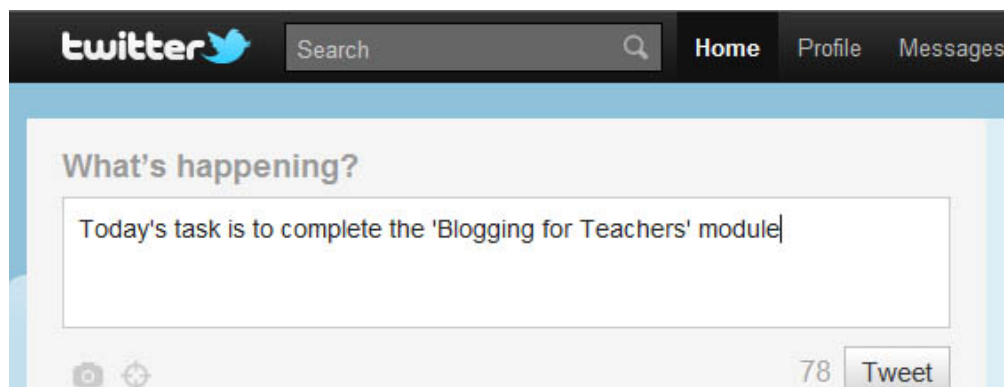 twitter Search Home Profile Messages
What's happening?
Today's task is to complete the 'Blogging for Teachers' module
78 Tweet